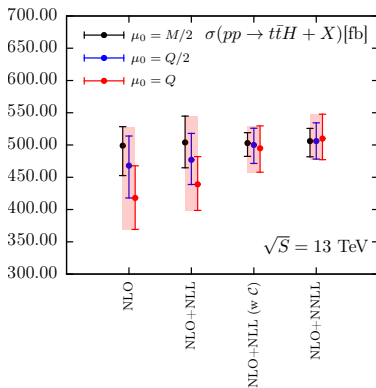 700.00
650.00
600.00
550.00
500.00
450.00
400.00
350.00
300.00
μ₀ = M/2
μ₀ = Q/2
μ₀ = Q
σ(pp → tt̄H + X)[fb]
√S = 13 TeV
NLO
NLO+NLL
NLO+NLL (w 𝒞)
NLO+NNLL